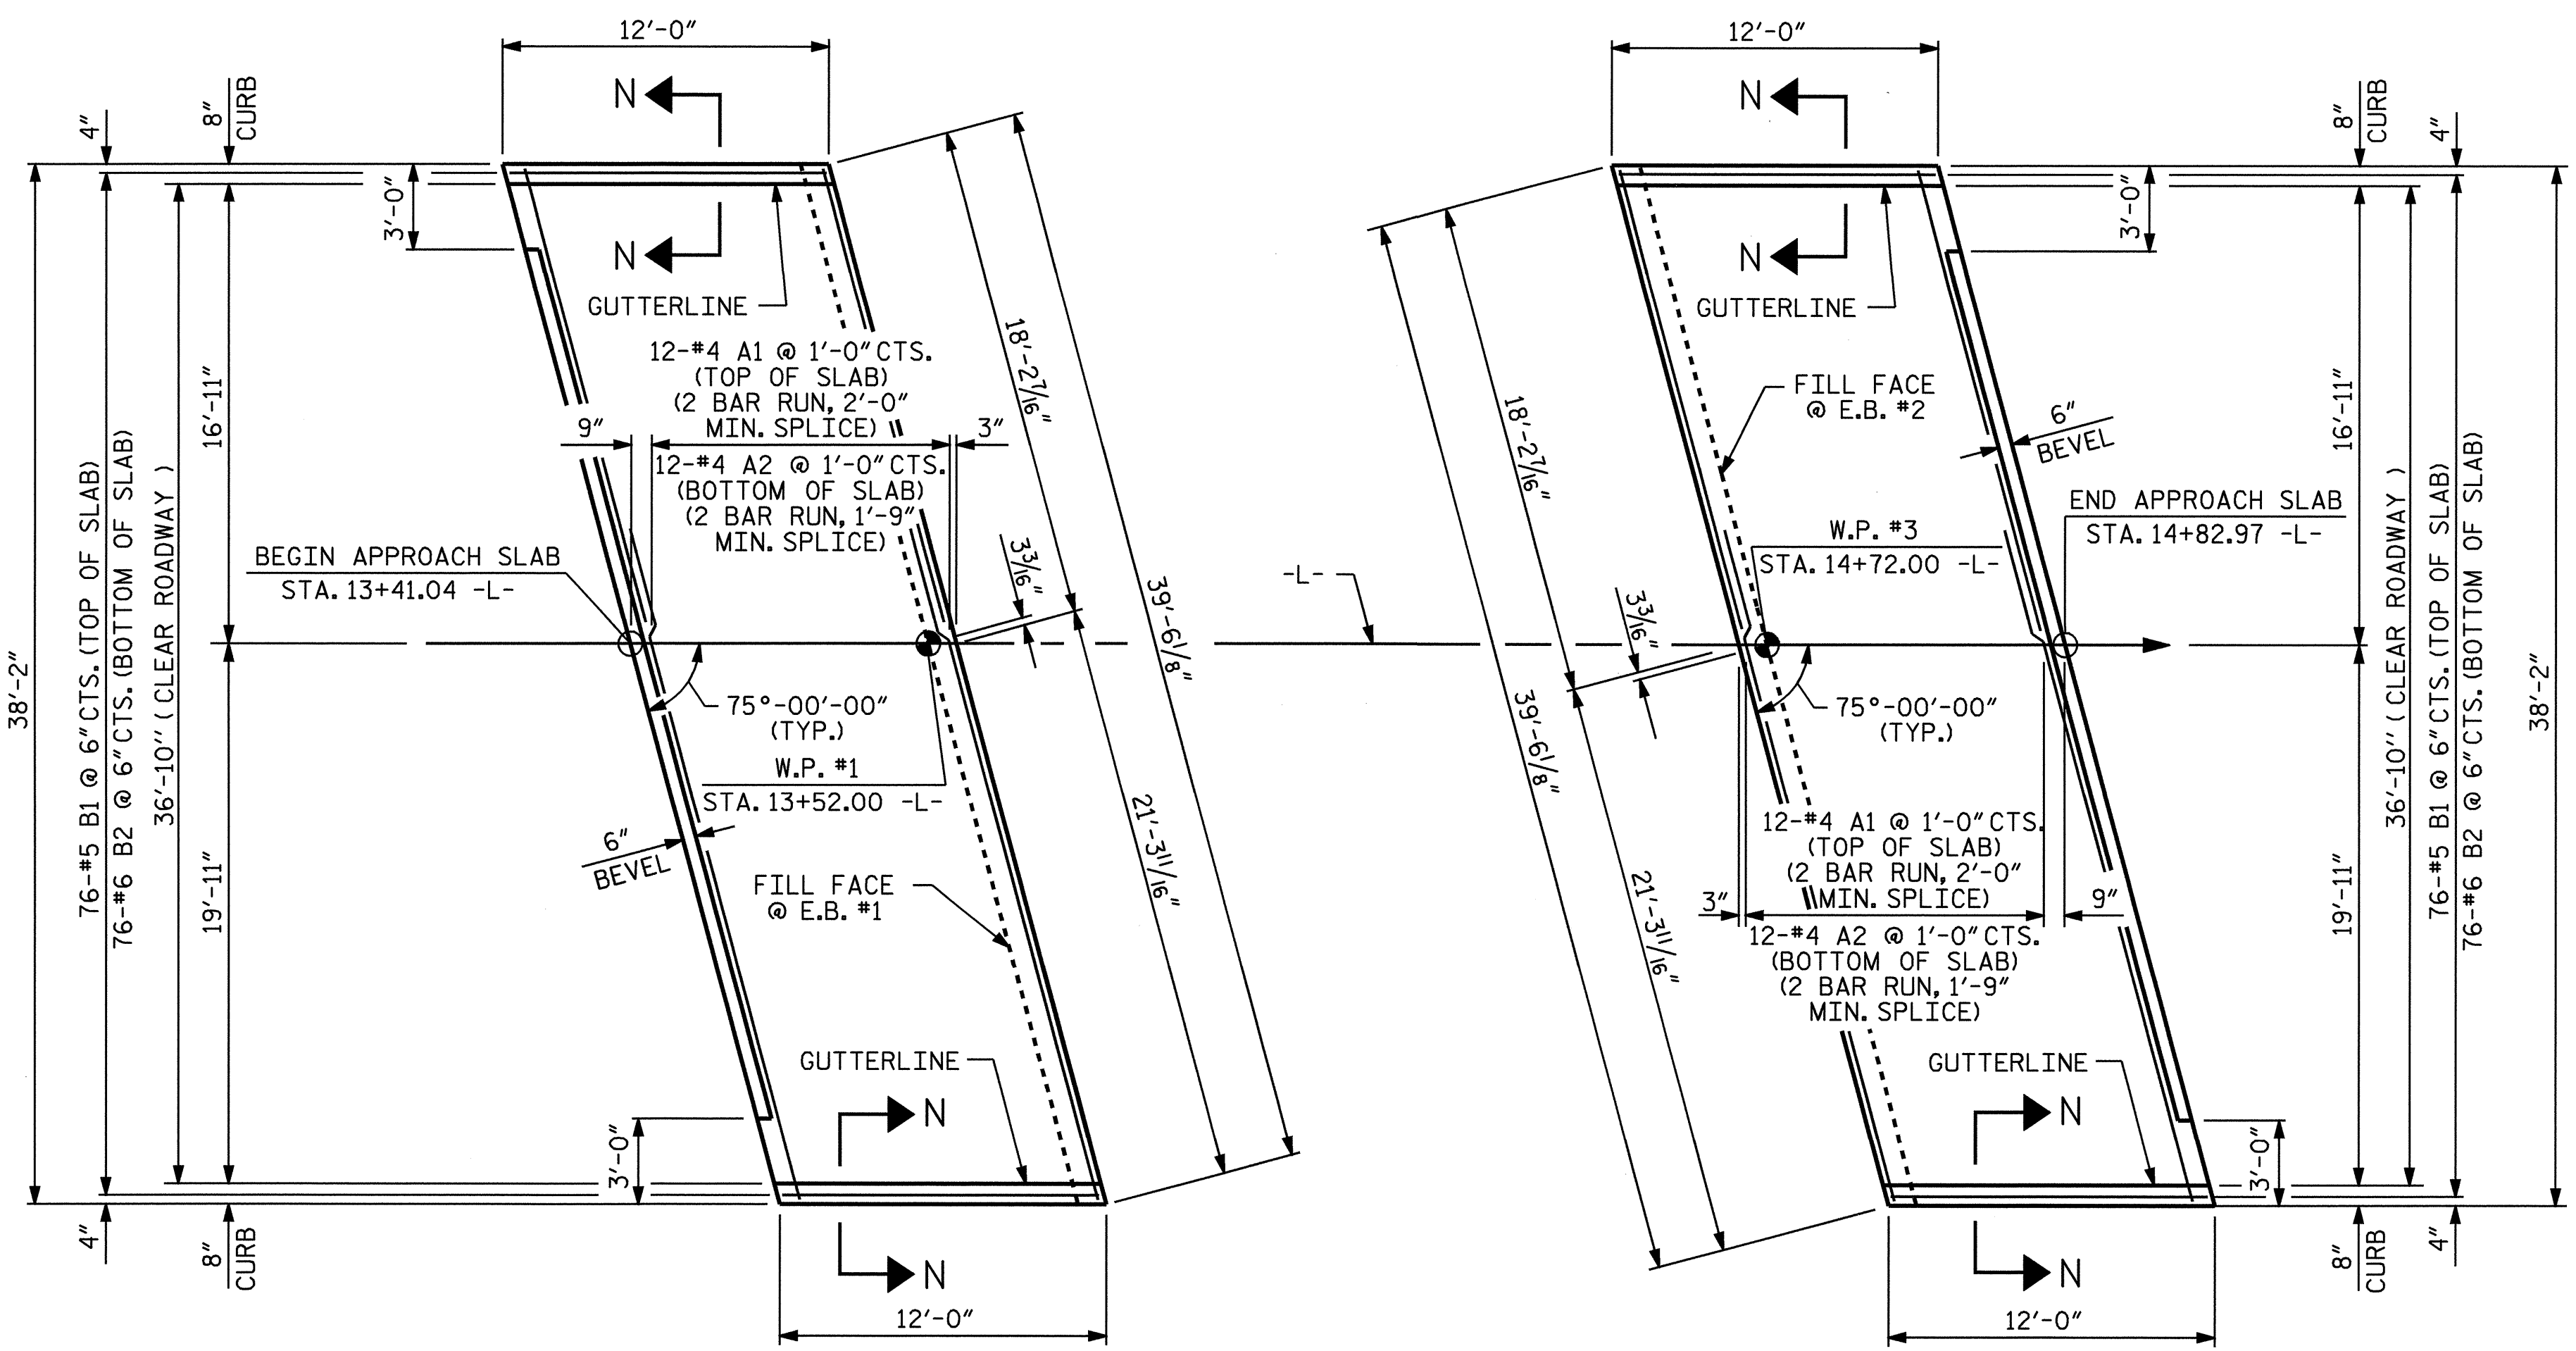 12'-0"
N
N
GUTTERLINE
8"
CURB
4"
3'-0"
16'-11"
19'-11"
36'-10" (CLEAR ROADWAY )
76-#5 B1 @ 6"CTS.(TOP OF SLAB)
76-#6 B2 @ 6"CTS.(BOTTOM OF SLAB)
38'-2"
12-#4 A1 @ 1'-0"CTS.
(TOP OF SLAB)
(2 BAR RUN, 2'-0"
MIN. SPLICE)
9"
3"
12-#4 A2 @ 1'-0"CTS.
(BOTTOM OF SLAB)
(2 BAR RUN, 1'-9"
MIN. SPLICE)
BEGIN APPROACH SLAB
STA. 13+41.04 -L-
18'-2 7/16"
3 3/16"
39'-6 1/8"
21'-3 11/16"
75°-00'-00"
(TYP.)
W.P. #1
STA. 13+52.00 -L-
6"
BEVEL
FILL FACE
@ E.B. #1
GUTTERLINE
N
N
3'-0"
4"
8"
CURB
12'-0"
-L-
12'-0"
N
N
GUTTERLINE
8"
CURB
4"
3'-0"
FILL FACE
@ E.B. #2
6"
BEVEL
END APPROACH SLAB
STA. 14+82.97 -L-
W.P. #3
STA. 14+72.00 -L-
18'-2 7/16"
3 3/16"
39'-6 1/8"
21'-3 11/16"
75°-00'-00"
(TYP.)
12-#4 A1 @ 1'-0"CTS.
(TOP OF SLAB)
(2 BAR RUN, 2'-0"
MIN. SPLICE)
3"
9"
12-#4 A2 @ 1'-0"CTS.
(BOTTOM OF SLAB)
(2 BAR RUN, 1'-9"
MIN. SPLICE)
16'-11"
19'-11"
36'-10" (CLEAR ROADWAY )
76-#5 B1 @ 6"CTS.(TOP OF SLAB)
76-#6 B2 @ 6"CTS.(BOTTOM OF SLAB)
38'-2"
GUTTERLINE
N
N
3'-0"
8"
CURB
4"
12'-0"